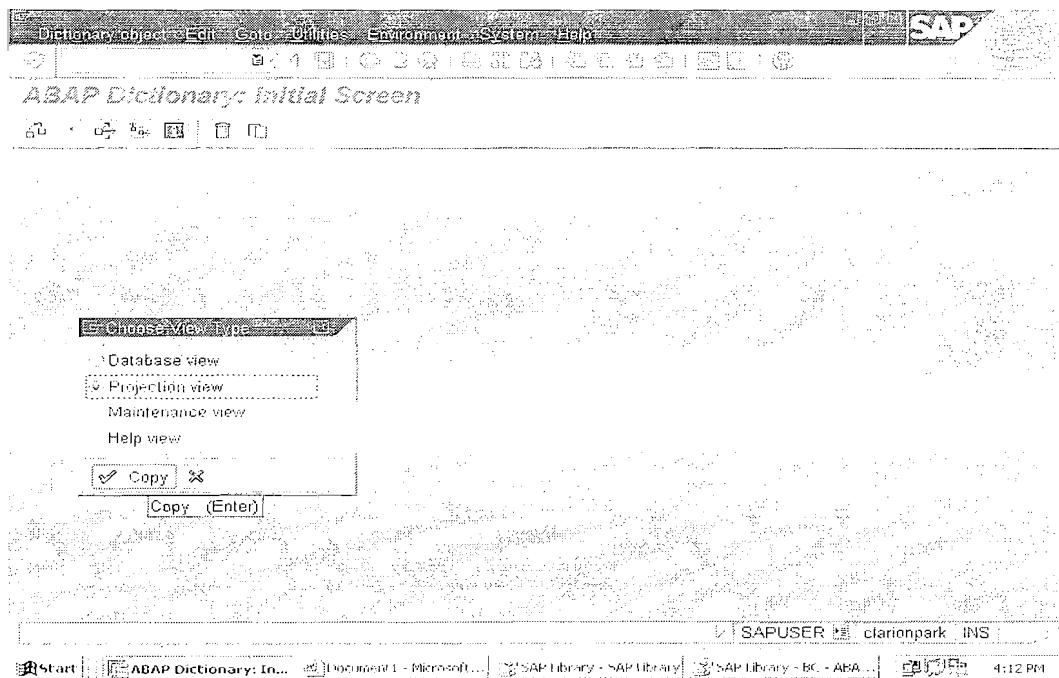 Dictionary object Edit Goto Utilities Environment System Help
SAP
ABAP Dictionary: Initial Screen
Choose View Type
Database view
Projection view
Maintenance view
Help view
Copy
Copy (Enter)
SAPUSER clarionpark INS
Start ABAP Dictionary: In... Document1 - Microsoft... SAP Library - SAP Library SAP Library - BC - ABA... 4:12 PM